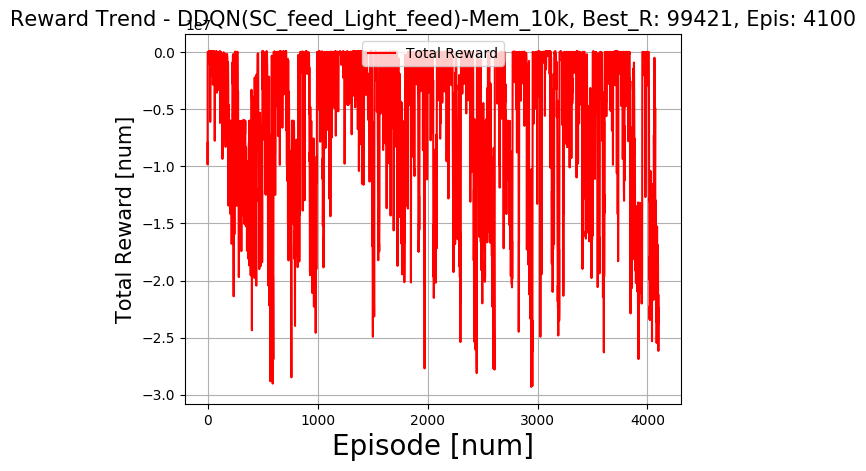 Reward Trend - DDQN(SC_feed_Light_feed)-Mem_10k, Best_R: 99421, Epis: 4100
1e7
Total Reward
0.0
−0.5
−1.0
−1.5
−2.0
−2.5
−3.0
Total Reward [num]
0 1000 2000 3000 4000
Episode [num]